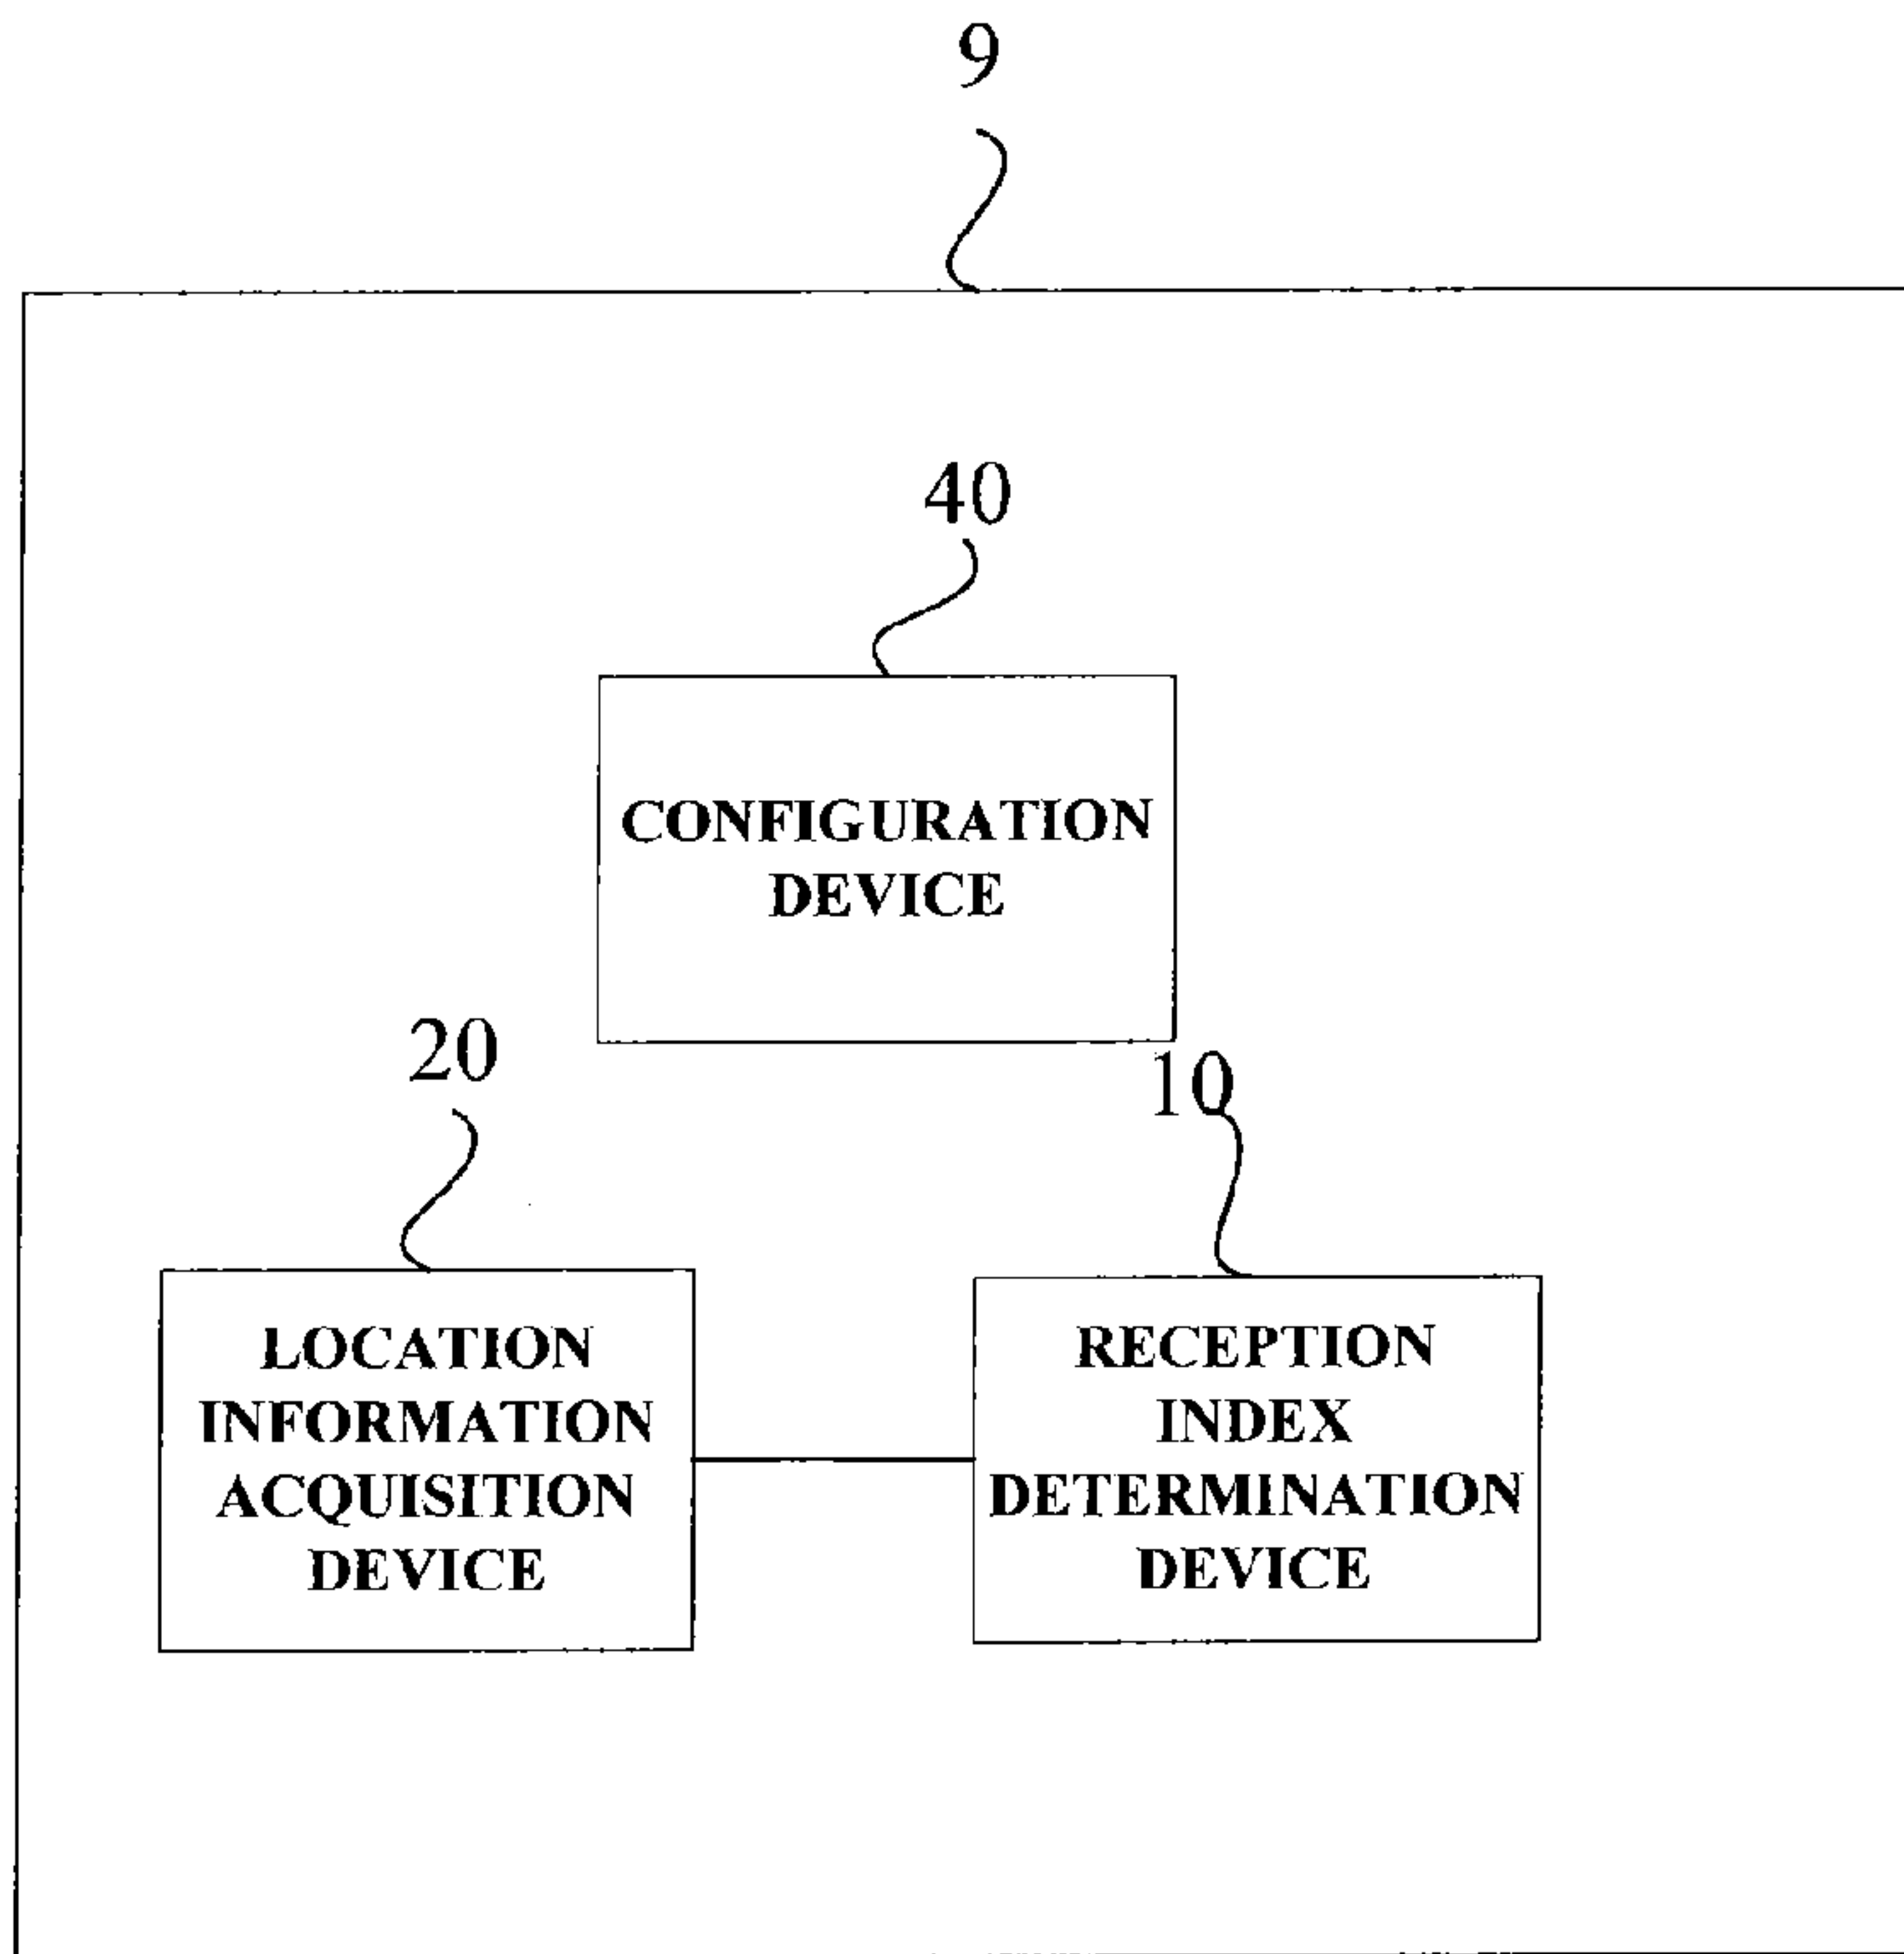 9
40
CONFIGURATION
DEVICE
20
10
LOCATION
INFORMATION
ACQUISITION
DEVICE
RECEPTION
INDEX
DETERMINATION
DEVICE